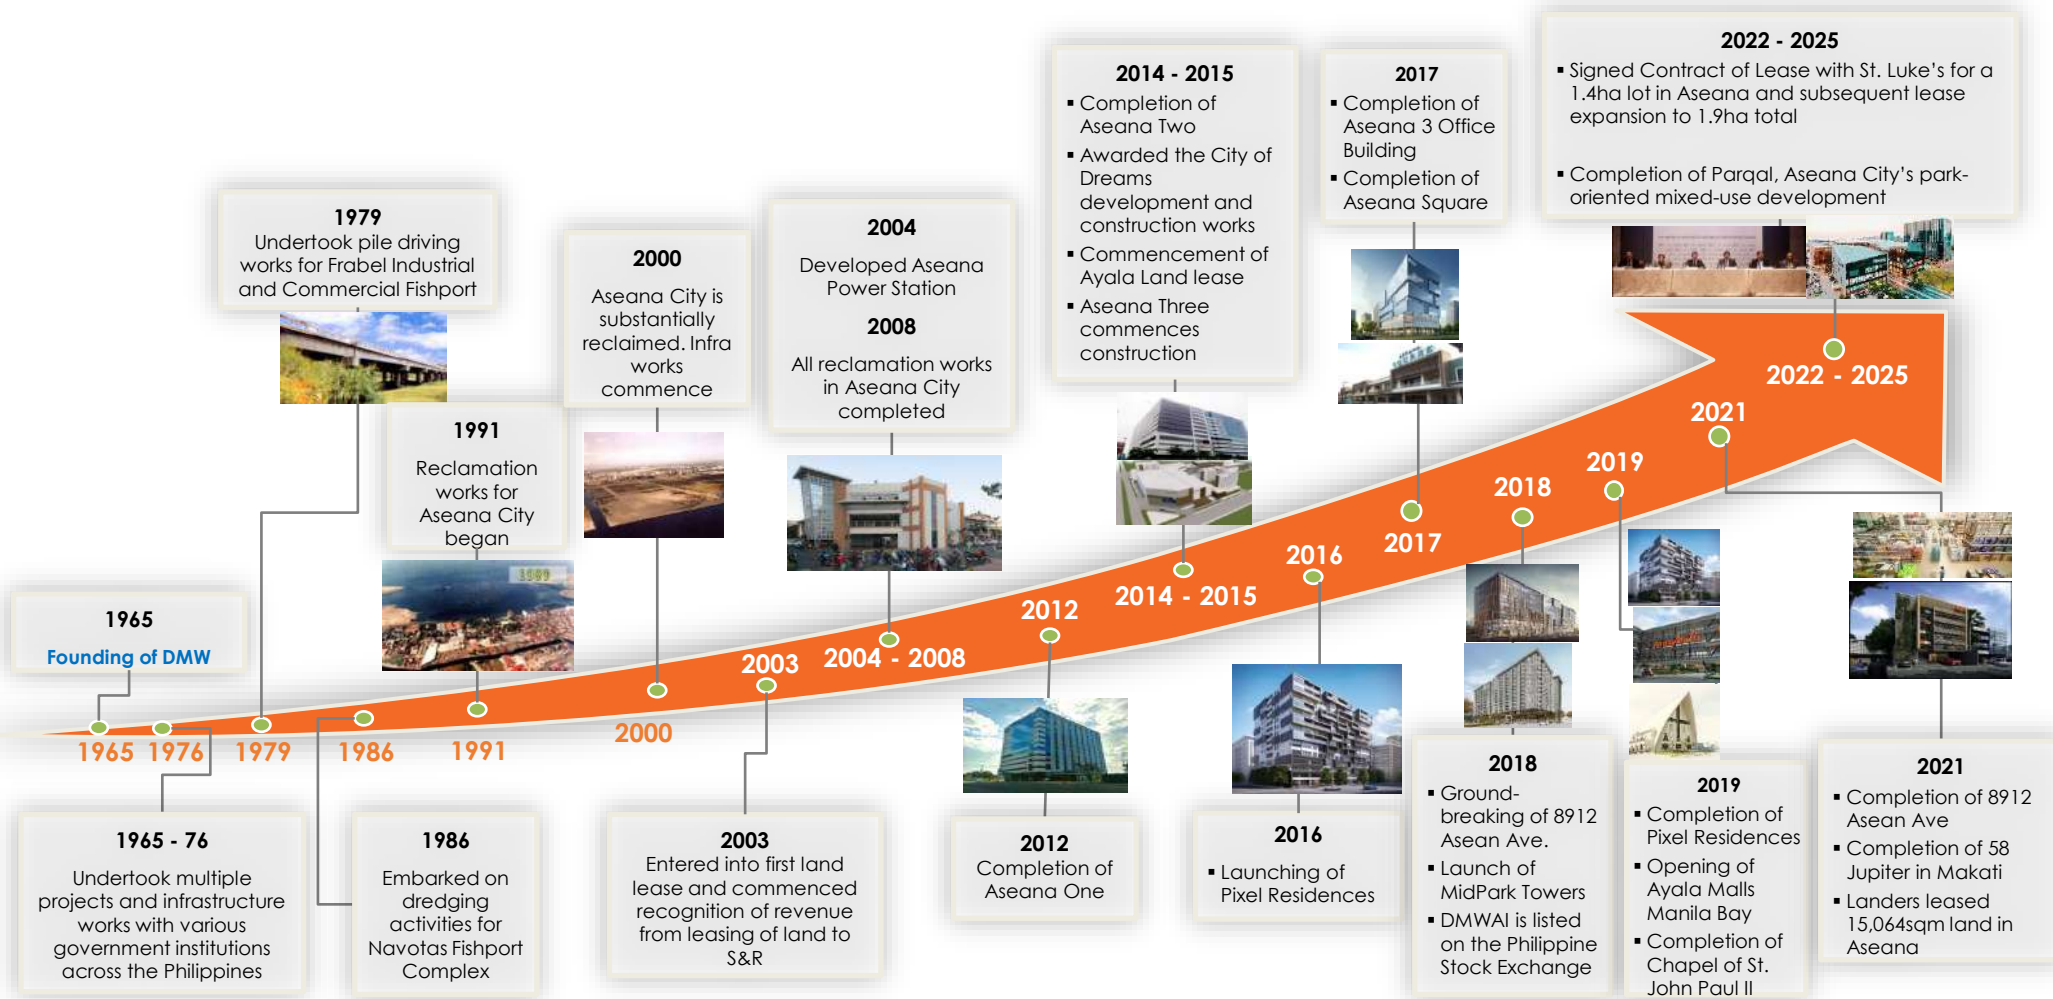 2022 - 2025
▪ Signed Contract of Lease with St. Luke's for a
1.4ha lot in Aseana and subsequent lease
expansion to 1.9ha total
▪ Completion of Parqal, Aseana City's park-
oriented mixed-use development
2014 - 2015
▪ Completion of
Aseana Two
▪ Awarded the City of
Dreams
development and
construction works
▪ Commencement of
Ayala Land lease
▪ Aseana Three
commences
construction
2017
▪ Completion of
Aseana 3 Office
Building
▪ Completion of
Aseana Square
1979
Undertook pile driving
works for Frabel Industrial
and Commercial Fishport
2000
Aseana City is
substantially
reclaimed. Infra
works
commence
2004
Developed Aseana
Power Station
2008
All reclamation works
in Aseana City
completed
1991
Reclamation
works for
Aseana City
began
1989
1965
Founding of DMW
1965
1976
1979
1986
1991
2000
2003
2004 - 2008
2012
2014 - 2015
2016
2017
2018
2019
2021
2022 - 2025
1965 - 76
Undertook multiple
projects and infrastructure
works with various
government institutions
across the Philippines
1986
Embarked on
dredging
activities for
Navotas Fishport
Complex
2003
Entered into first land
lease and commenced
recognition of revenue
from leasing of land to
S&R
2012
Completion of
Aseana One
2016
▪ Launching of
Pixel Residences
2018
▪ Ground-
breaking of 8912
Asean Ave.
▪ Launch of
MidPark Towers
▪ DMWAI is listed
on the Philippine
Stock Exchange
2019
▪ Completion of
Pixel Residences
▪ Opening of
Ayala Malls
Manila Bay
▪ Completion of
Chapel of St.
John Paul II
2021
▪ Completion of 8912
Asean Ave
▪ Completion of 58
Jupiter in Makati
▪ Landers leased
15,064sqm land in
Aseana